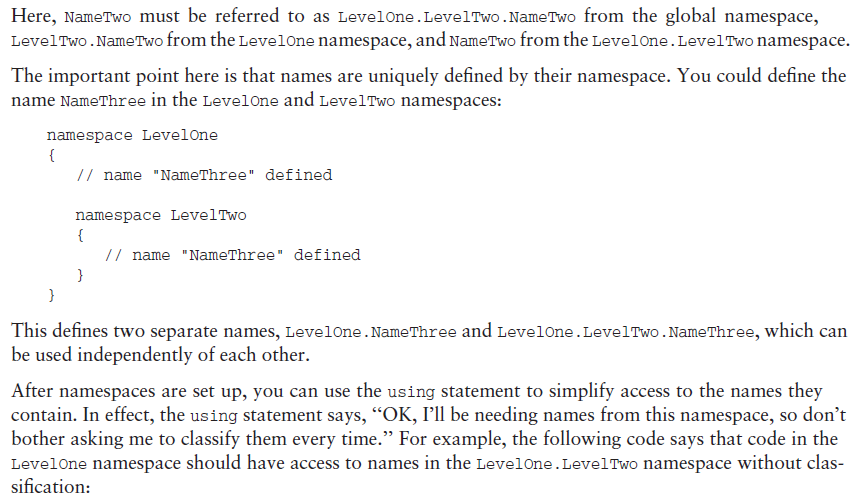 Here, NameTwo must be referred to as LevelOne.LevelTwo.NameTwo from the global namespace,
LevelTwo.NameTwo from the LevelOne namespace, and NameTwo from the LevelOne.LevelTwo namespace.
The important point here is that names are uniquely defined by their namespace. You could define the
name NameThree in the LevelOne and LevelTwo namespaces:
namespace LevelOne
{
// name "NameThree" defined
namespace LevelTwo
{
// name "NameThree" defined
}
}
This defines two separate names, LevelOne.NameThree and LevelOne.LevelTwo.NameThree, which can
be used independently of each other.
After namespaces are set up, you can use the using statement to simplify access to the names they
contain. In effect, the using statement says, “OK, I’ll be needing names from this namespace, so don’t
bother asking me to classify them every time.” For example, the following code says that code in the
LevelOne namespace should have access to names in the LevelOne.LevelTwo namespace without clas-
sification: